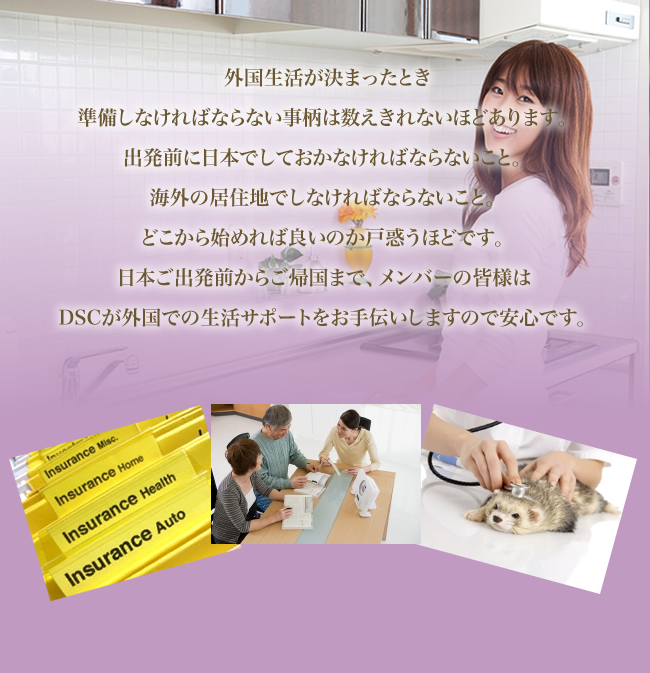 外国生活が決まったとき
準備しなければならない事柄は数えきれないほどあります。
出発前に日本でしておかなければならないこと。
海外の居住地でしなければならないこと。
どこから始めれば良いのか戸惑うほどです。
日本ご出発前からご帰国まで、メンバーの皆様は
DSCが外国での生活サポートをお手伝いしますので安心です。
Insurance Misc.
Insurance Home
Insurance Health
Insurance Auto